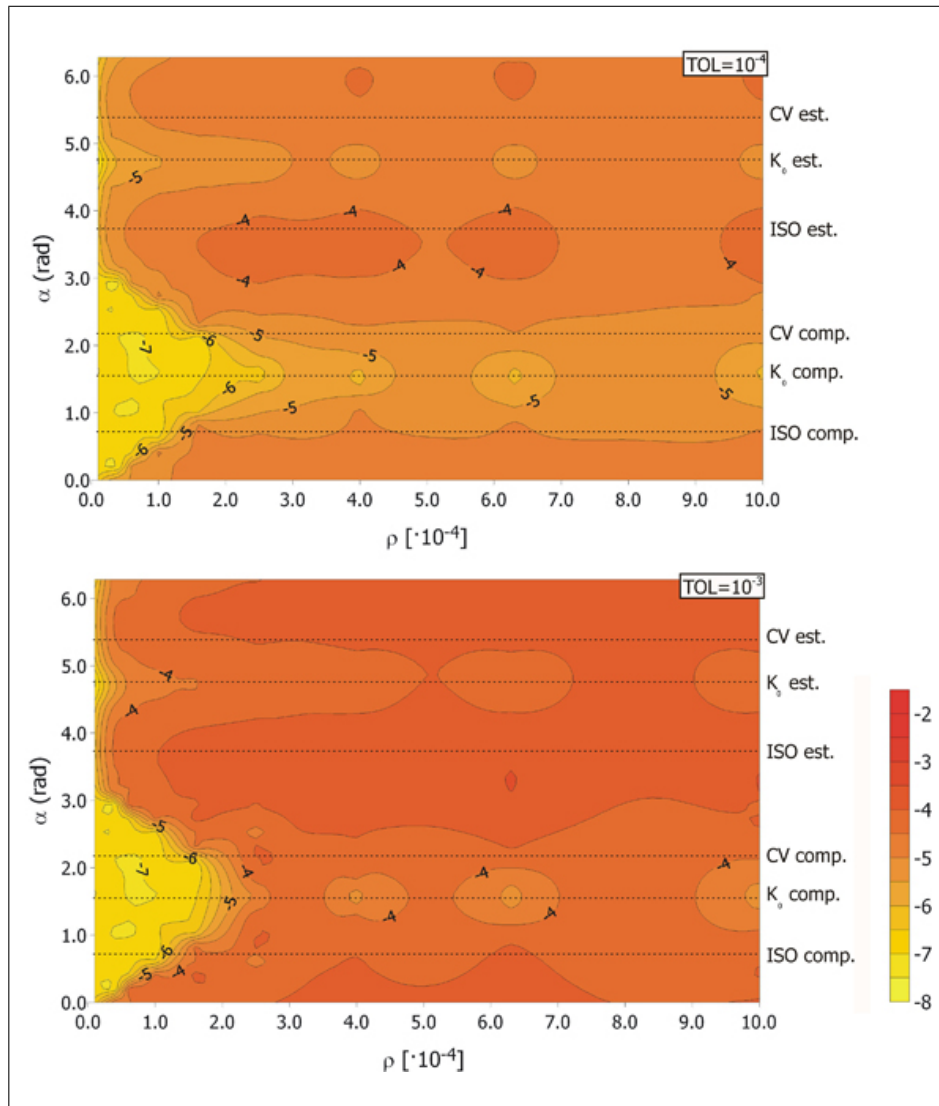 TOL=10⁻⁴
6.0
5.0
4.0
3.0
2.0
1.0
0.0
α (rad)
-5
-4
-4
-4
-4
-4
-4
-4
-5
-6
-5
-7
-6
-5
-5
-5
-5
-6
CV est.
K₀ est.
ISO est.
CV comp.
K₀ comp.
ISO comp.
0.0 1.0 2.0 3.0 4.0 5.0 6.0 7.0 8.0 9.0 10.0
ρ [·10⁻⁴]
TOL=10⁻³
6.0
5.0
4.0
3.0
2.0
1.0
0.0
α (rad)
-4
-4
-5
-6
-7
-4
-5
-4
-4
-4
-4
-6
-5
-4
CV est.
K₀ est.
ISO est.
CV comp.
K₀ comp.
ISO comp.
0.0 1.0 2.0 3.0 4.0 5.0 6.0 7.0 8.0 9.0 10.0
ρ [·10⁻⁴]
-2
-3
-4
-5
-6
-7
-8